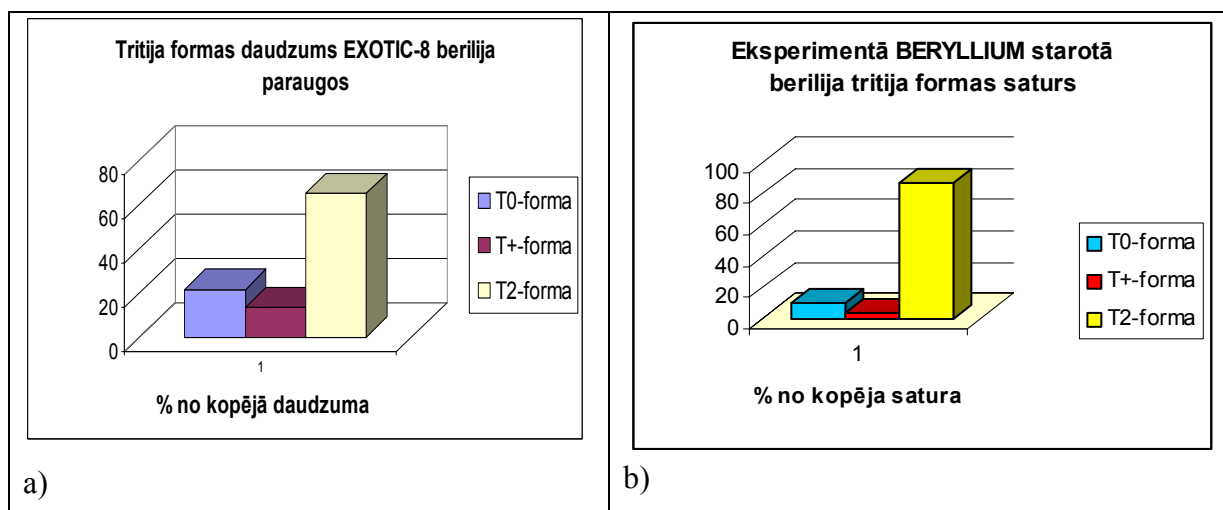 Tritija formas daudzums EXOTIC-8 berilija
paraugos
80
60
40
20
0
1
% no kopējā daudzuma
T0-forma
T+-forma
T2-forma
a)
Eksperimentā BERYLLIUM starotā
berilija tritija formas saturs
100
80
60
40
20
0
1
% no kopēja satura
T0-forma
T+-forma
T2-forma
b)